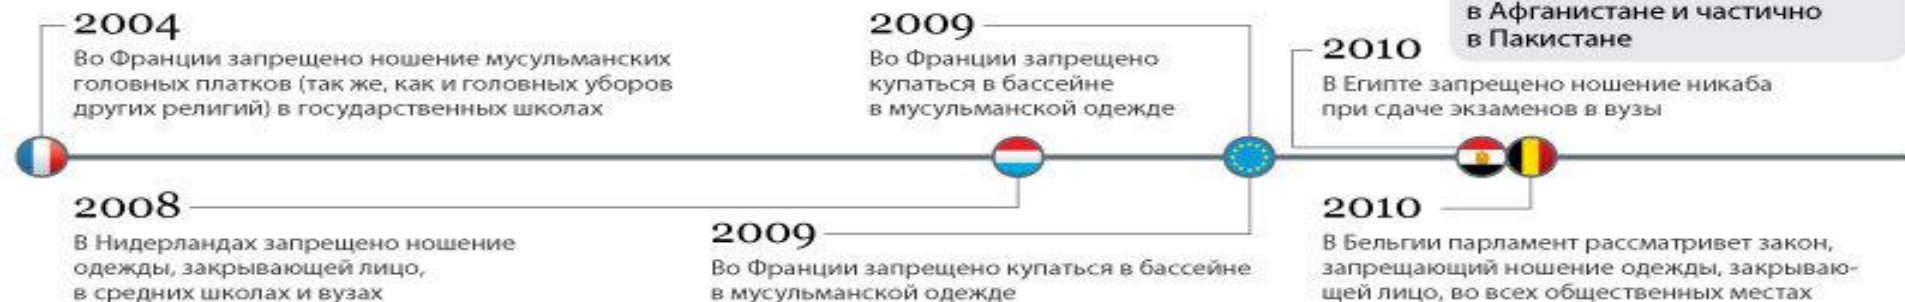 2004
Во Франции запрещено ношение мусульманских
головных платков (так же, как и головных уборов
других религий) в государственных школах
2009
Во Франции запрещено
купаться в бассейне
в мусульманской одежде
в Афганистане и частично
в Пакистане
2010
В Египте запрещено ношение никаба
при сдаче экзаменов в вузы
2008
В Нидерландах запрещено ношение
одежды, закрывающей лицо,
в средних школах и вузах
2009
Во Франции запрещено купаться в бассейне
в мусульманской одежде
2010
В Бельгии парламент рассматривет закон,
запрещающий ношение одежды, закрываю-
щей лицо, во всех общественных местах